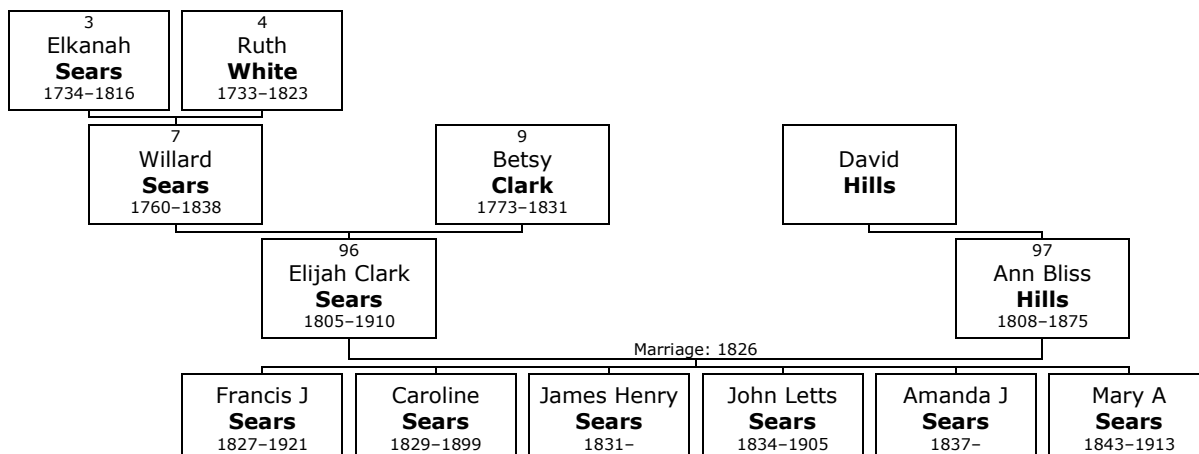 3
Elkanah
Sears
1734–1816
4
Ruth
White
1733–1823
7
Willard
Sears
1760–1838
9
Betsy
Clark
1773–1831
David
Hills
96
Elijah Clark
Sears
1805–1910
97
Ann Bliss
Hills
1808–1875
Marriage: 1826
Francis J
Sears
1827–1921
Caroline
Sears
1829–1899
James Henry
Sears
1831–
John Letts
Sears
1834–1905
Amanda J
Sears
1837–
Mary A
Sears
1843–1913